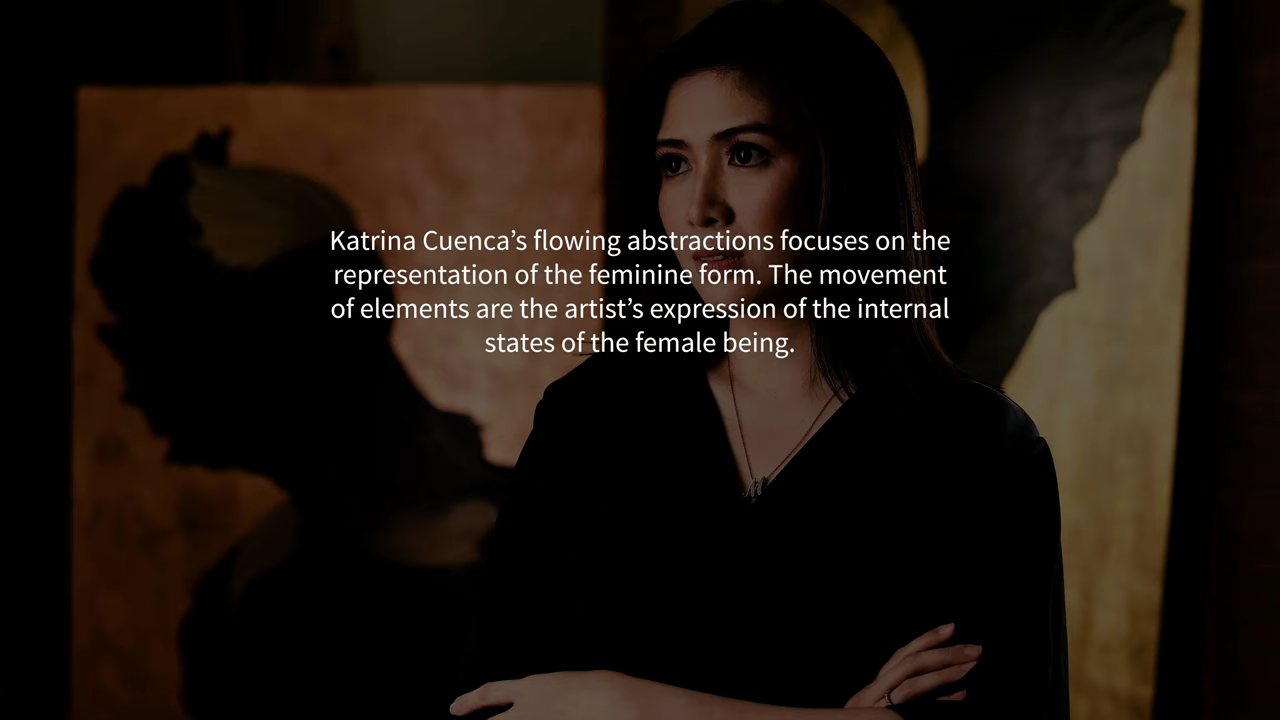 Katrina Cuenca’s flowing abstractions focuses on the
representation of the feminine form. The movement
of elements are the artist’s expression of the internal
states of the female being.